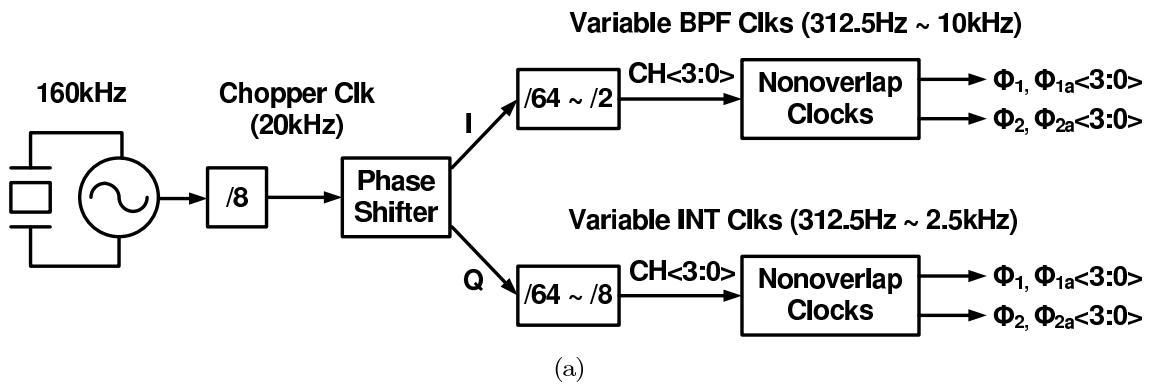 Variable BPF Clks (312.5Hz ~ 10kHz)
160kHz
Chopper Clk
(20kHz)
/8
Phase
Shifter
I
/64 ~ /2
CH<3:0>
Nonoverlap
Clocks
Φ1, Φ1a<3:0>
Φ2, Φ2a<3:0>
Variable INT Clks (312.5Hz ~ 2.5kHz)
Q
/64 ~ /8
CH<3:0>
Nonoverlap
Clocks
Φ1, Φ1a<3:0>
Φ2, Φ2a<3:0>
(a)